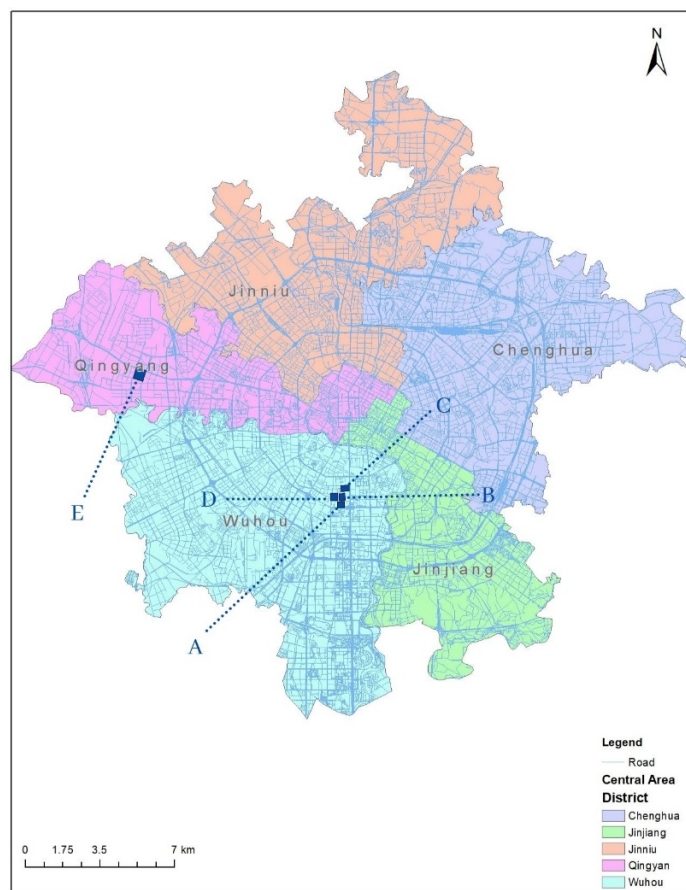 N
Jinniu
Chenghua
Qingyang
C
D
B
E
Wuhou
Jinjiang
A
Legend
Road
Central Area
District
Chenghua
Jinjiang
Jinniu
Qingyan
Wuhou
0 1.75 3.5 7 km